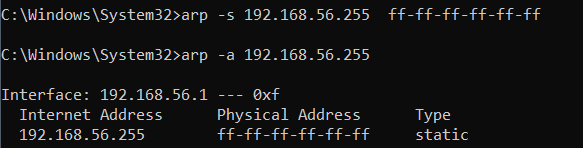 C:\Windows\System32>arp -s 192.168.56.255  ff-ff-ff-ff-ff-ff
C:\Windows\System32>arp -a 192.168.56.255
Interface: 192.168.56.1 --- 0xf
  Internet Address      Physical Address      Type
  192.168.56.255        ff-ff-ff-ff-ff-ff     static